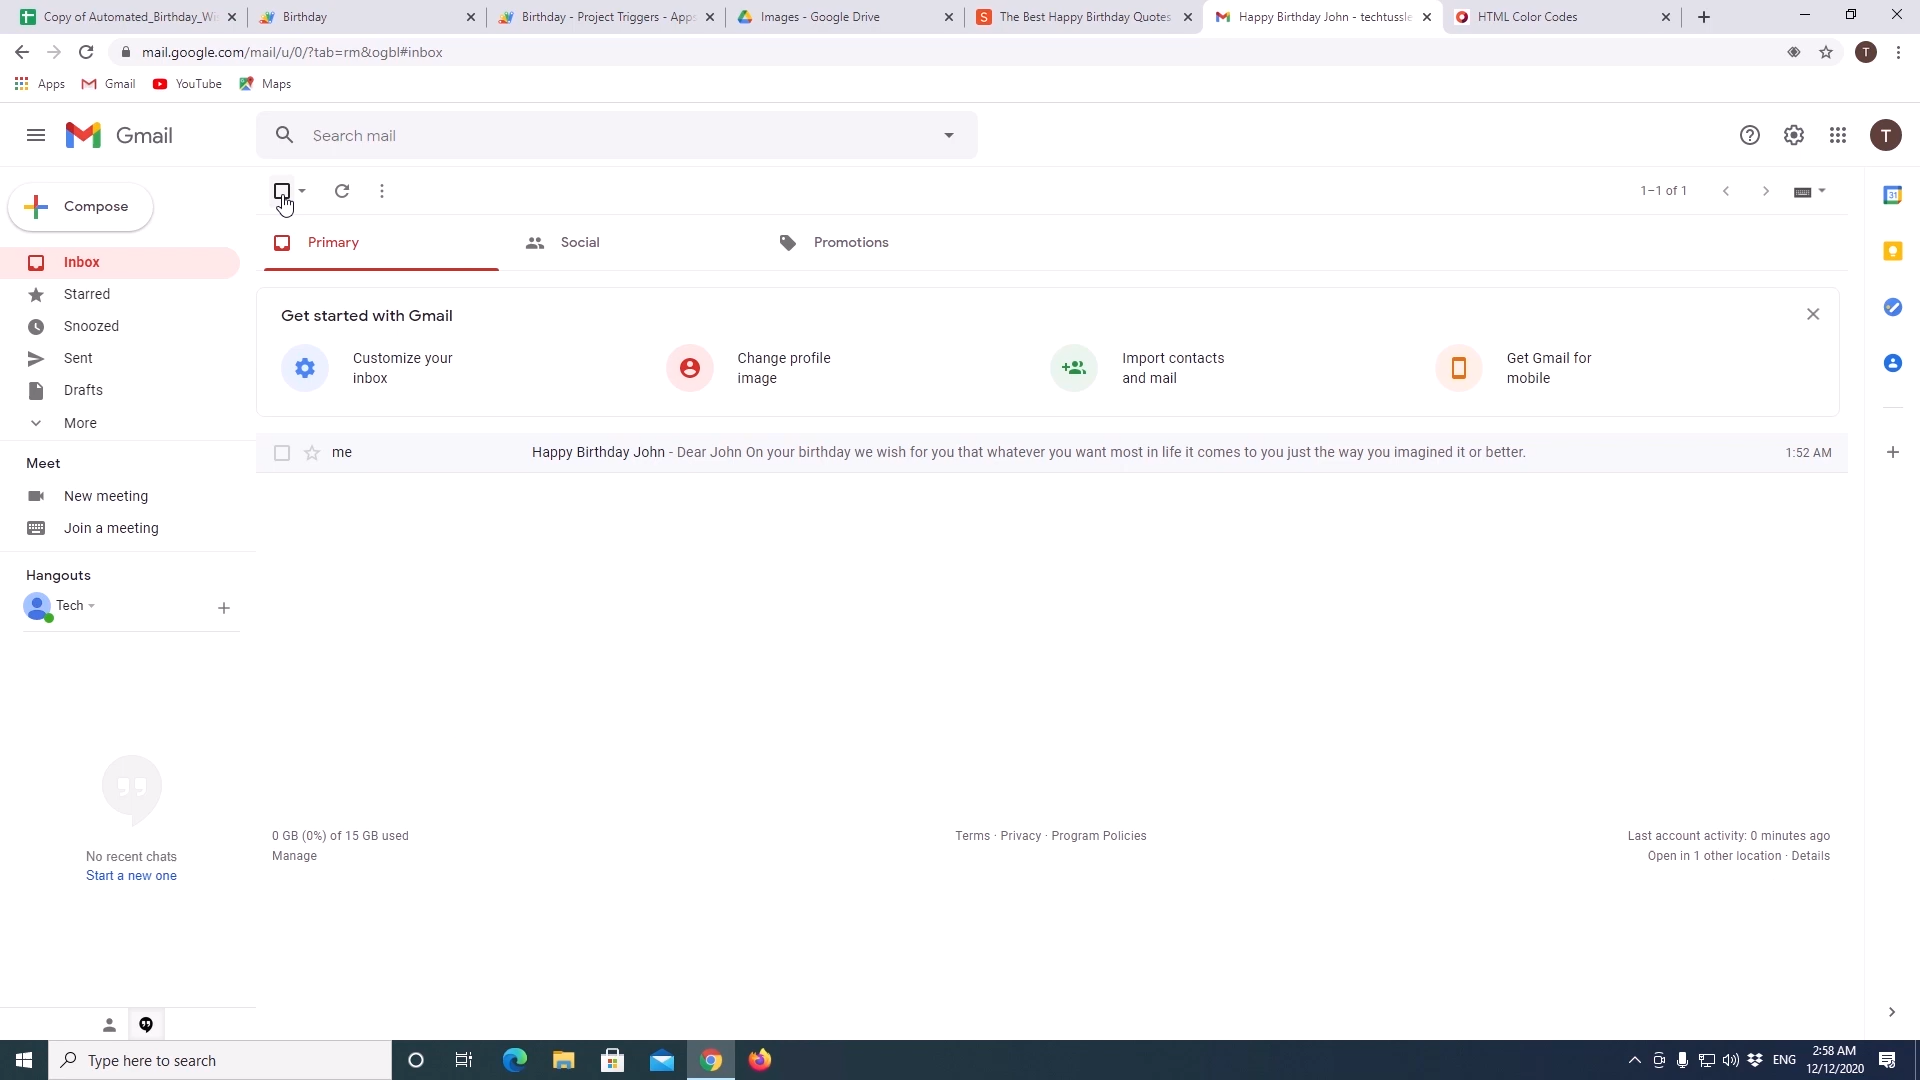 Copy of Automated_Birthday_Wi
Birthday
Birthday - Project Triggers - Apps
Images - Google Drive
The Best Happy Birthday Quotes
Happy Birthday John - techtussle
HTML Color Codes
mail.google.com/mail/u/0/?tab=rm&ogbl#inbox
T
Apps
Gmail
YouTube
Maps
Gmail
Search mail
T
Compose
1–1 of 1
31
Primary
Social
Promotions
Inbox
Starred
Snoozed
Sent
Drafts
More
Get started with Gmail
Customize your
inbox
Change profile
image
Import contacts
and mail
Get Gmail for
mobile
me
Happy Birthday John - Dear John On your birthday we wish for you that whatever you want most in life it comes to you just the way you imagined it or better.
1:52 AM
Meet
New meeting
Join a meeting
Hangouts
Tech
No recent chats
Start a new one
0 GB (0%) of 15 GB used
Manage
Terms · Privacy · Program Policies
Last account activity: 0 minutes ago
Open in 1 other location · Details
Type here to search
ENG
2:58 AM
12/12/2020